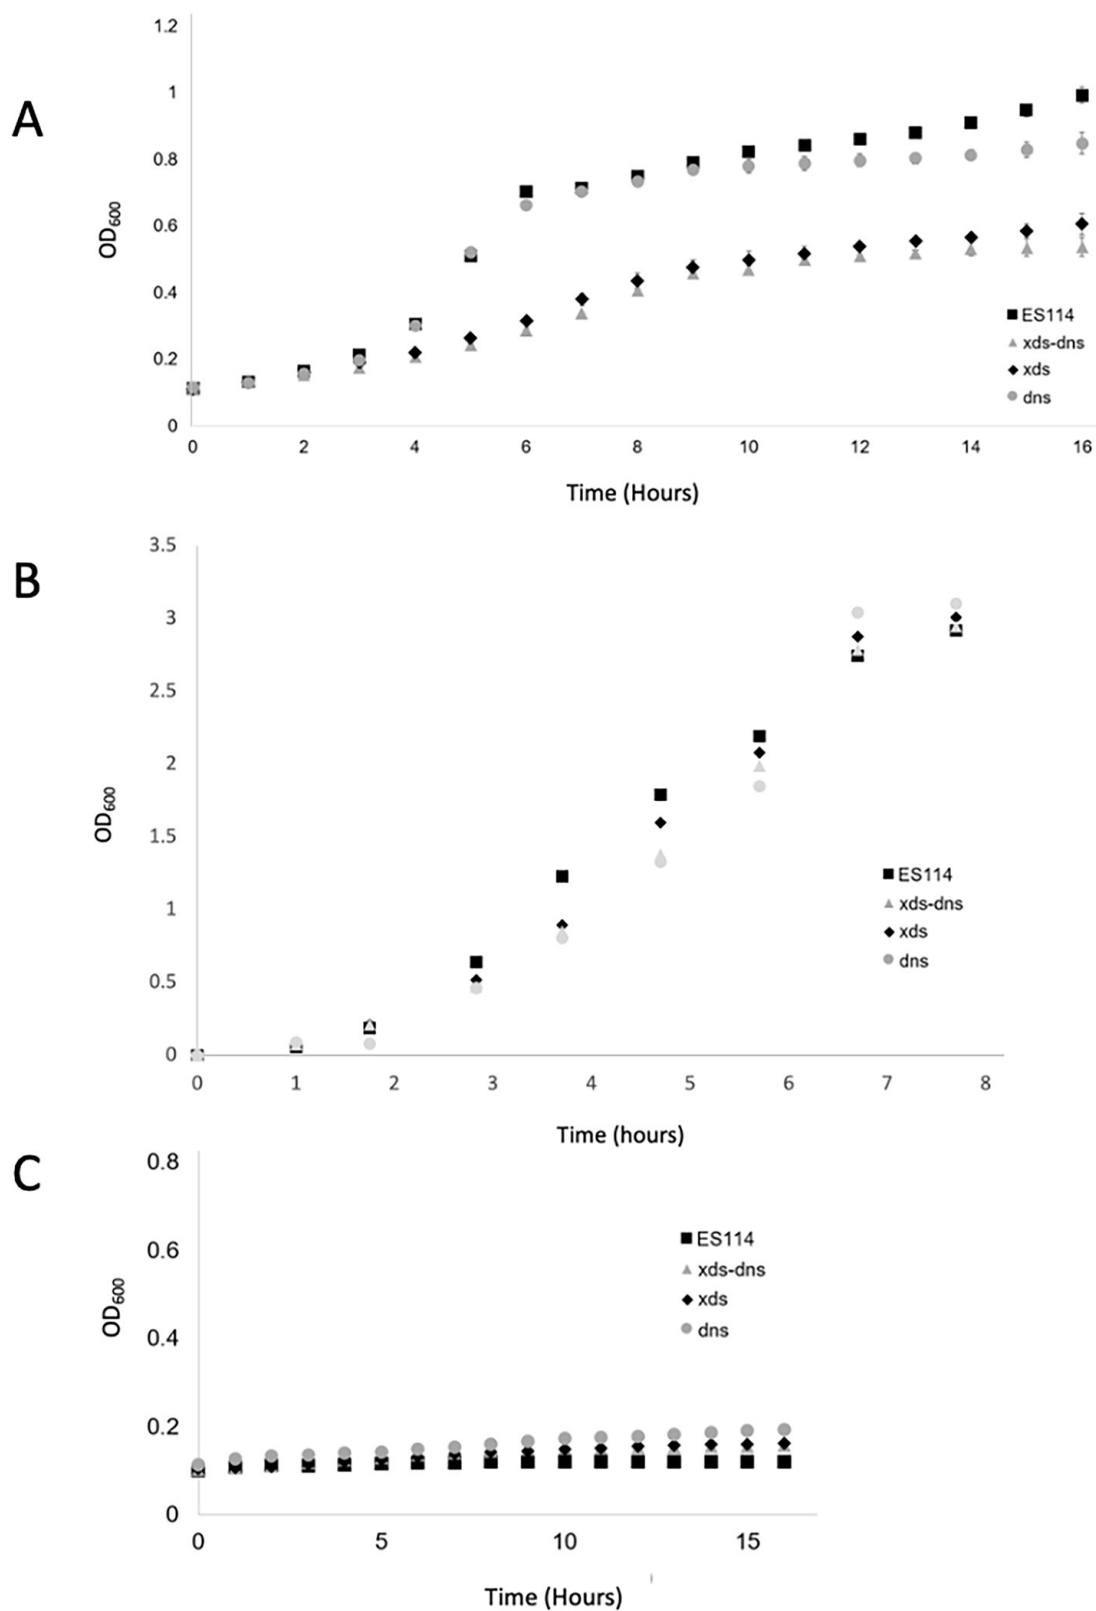 A
1.2
1
0.8
0.6
0.4
0.2
0
OD600
ES114
xds-dns
xds
dns
0 2 4 6 8 10 12 14 16
Time (Hours)
B
3.5
3
2.5
2
1.5
1
0.5
0
OD600
ES114
xds-dns
xds
dns
0 1 2 3 4 5 6 7 8
Time (hours)
C
0.8
0.6
0.4
0.2
0
OD600
ES114
xds-dns
xds
dns
0 5 10 15
Time (Hours)